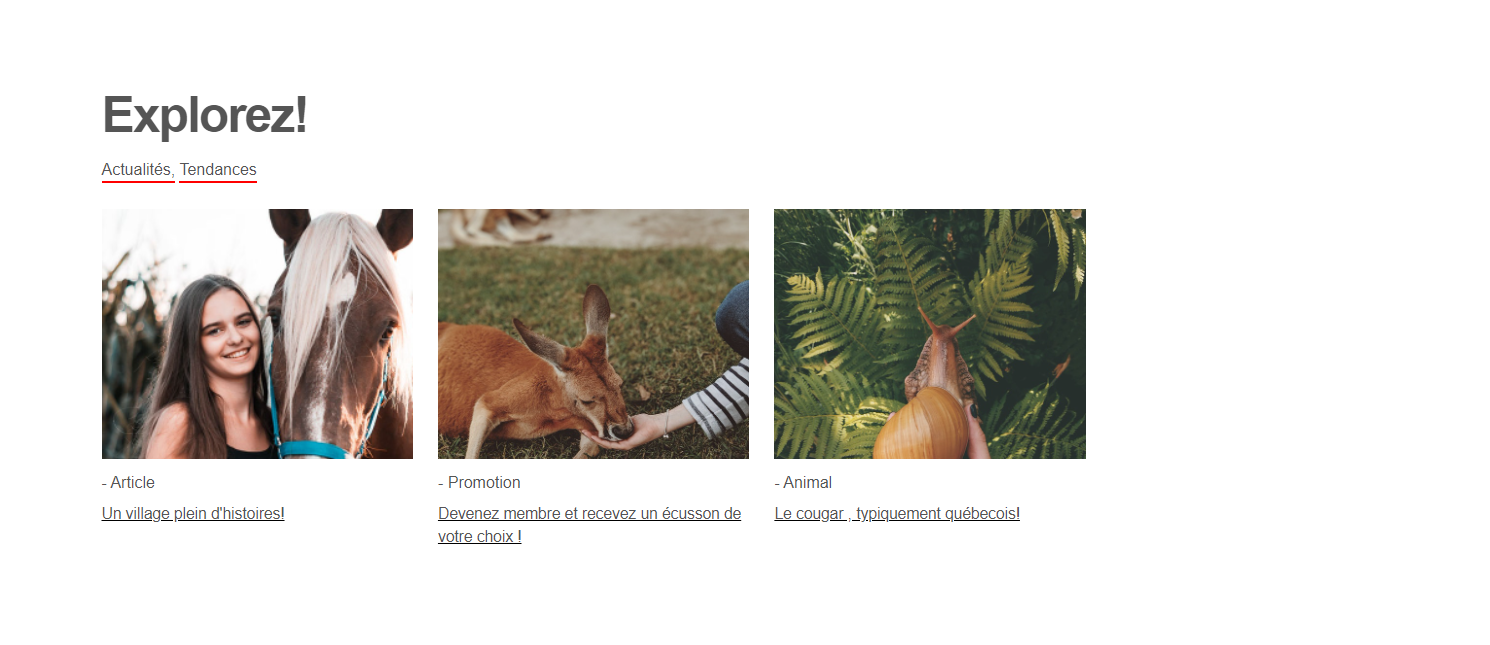 Explorez!
Actualités, Tendances
- Article
Un village plein d'histoires!
- Promotion
Devenez membre et recevez un écusson de
votre choix !
- Animal
Le cougar , typiquement québecois!